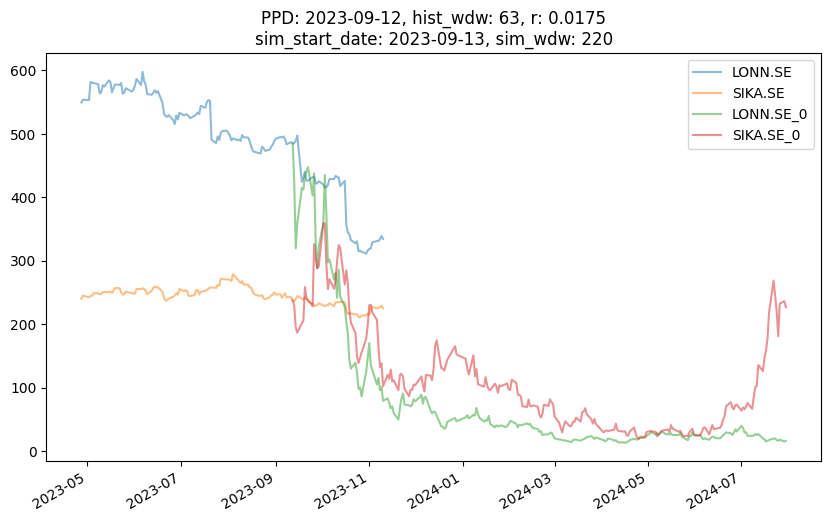 PPD: 2023-09-12, hist_wdw: 63, r: 0.0175
sim_start_date: 2023-09-13, sim_wdw: 220
LONN.SE
SIKA.SE
LONN.SE_0
SIKA.SE_0
600
500
400
300
200
100
0
2023-05
2023-07
2023-09
2023-11
2024-01
2024-03
2024-05
2024-07